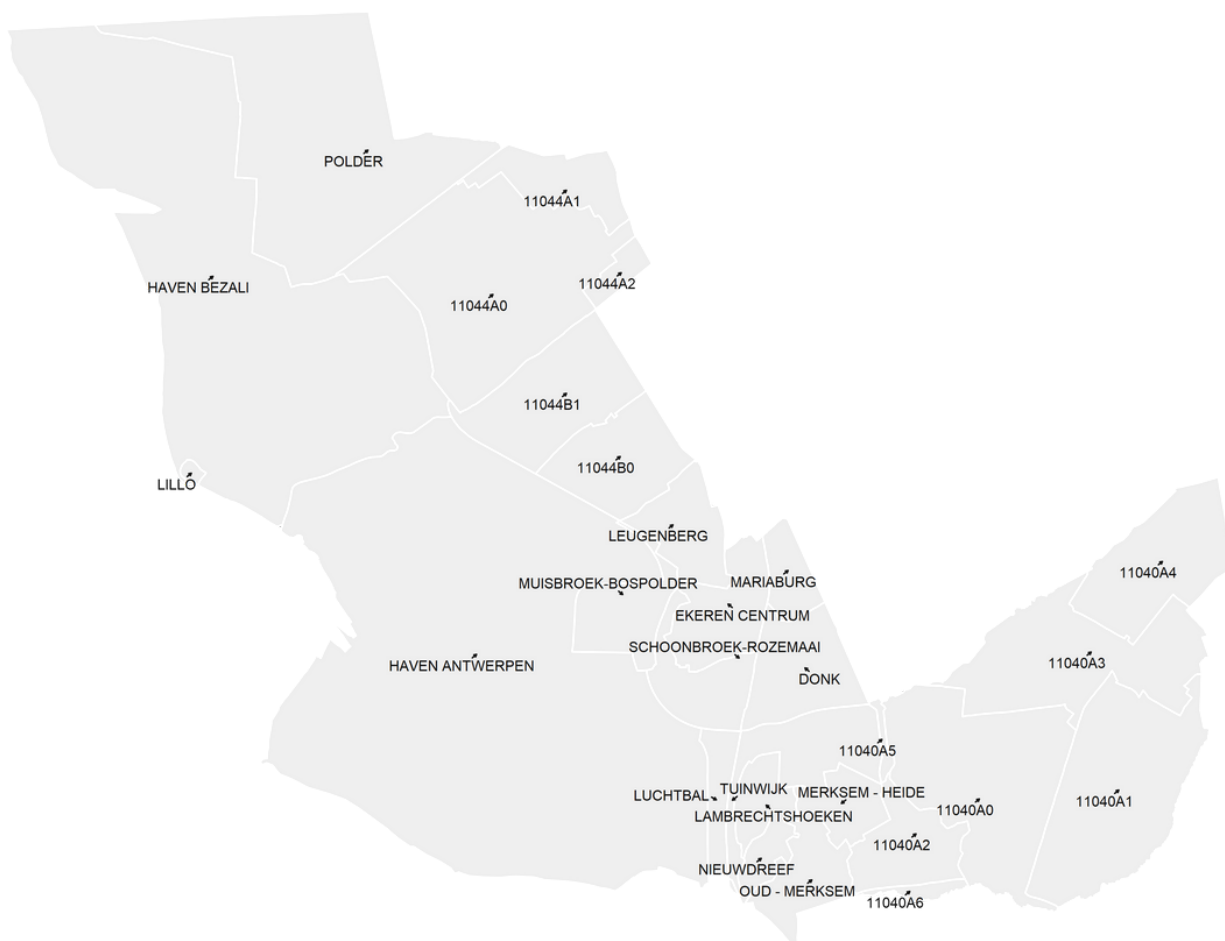 POLDER
11044A1
11044A2
HAVEN BEZALI
11044A0
11044B1
11044B0
LILLO
LEUGENBERG
MUISBROEK-BOSPOLDER
MARIABURG
11040A4
EKEREN CENTRUM
SCHOONBROEK-ROZEMAAI
HAVEN ANTWERPEN
11040A3
DONK
11040A5
LUCHTBAL
TUINWIJK
MERKSEM - HEIDE
11040A1
11040A0
LAMBRECHTSHOEKEN
11040A2
NIEUWDREEF
OUD - MERKSEM
11040A6